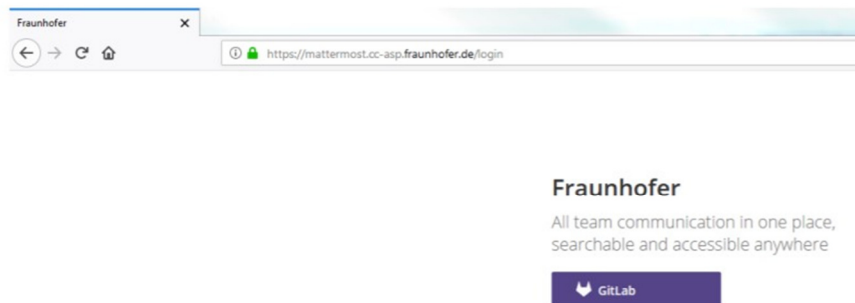 Fraunhofer
https://mattermost.cc-asp.fraunhofer.de/login
Fraunhofer
All team communication in one place,
searchable and accessible anywhere
GitLab